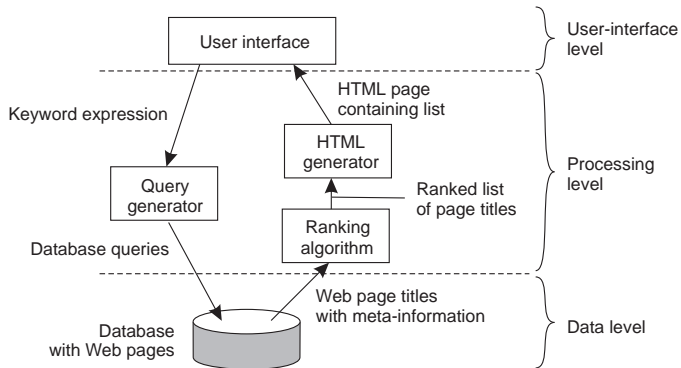 User interface
User-interface
level
Keyword expression
HTML page
containing list
HTML
generator
Processing
level
Query
generator
Ranked list
of page titles
Ranking
algorithm
Database queries
Web page titles
with meta-information
Database
with Web pages
Data level